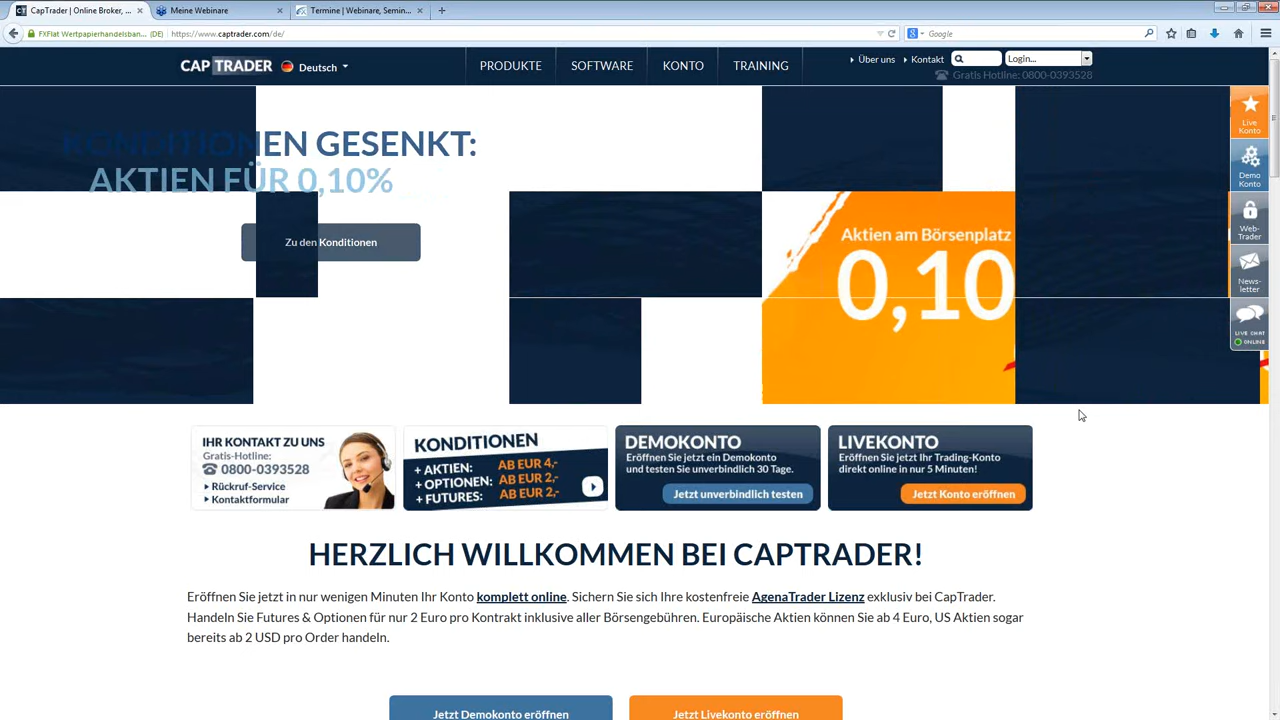 CapTrader | Online Broker, ...
Meine Webinare
Termine | Webinare, Semin...
FXFlat Wertpapierhandelsban... (DE)
https://www.captrader.com/de/
Google
CAPTRADER
Deutsch
PRODUKTE
SOFTWARE
KONTO
TRAINING
Über uns
Kontakt
Login...
Gratis Hotline: 0800-0393528
KONDITIONEN GESENKT:
AKTIEN FÜR 0,10%
Zu den Konditionen
Aktien am Börsenplatz
0,10
Live
Konto
Demo
Konto
Web-
Trader
News-
letter
LIVE CHAT
ONLINE
IHR KONTAKT ZU UNS
Gratis-Hotline:
0800-0393528
Rückruf-Service
Kontaktformular
KONDITIONEN
+ AKTIEN: AB EUR 4,-
+ OPTIONEN: AB EUR 2,-
+ FUTURES: AB EUR 2,-
DEMOKONTO
Eröffnen Sie jetzt ein Demokonto
und testen Sie unverbindlich 30 Tage.
Jetzt unverbindlich testen
LIVEKONTO
Eröffnen Sie jetzt Ihr Trading-Konto
direkt online in nur 5 Minuten!
Jetzt Konto eröffnen
HERZLICH WILLKOMMEN BEI CAPTRADER!
Eröffnen Sie jetzt in nur wenigen Minuten Ihr Konto komplett online. Sichern Sie sich Ihre kostenfreie AgenaTrader Lizenz exklusiv bei CapTrader.
Handeln Sie Futures & Optionen für nur 2 Euro pro Kontrakt inklusive aller Börsengebühren. Europäische Aktien können Sie ab 4 Euro, US Aktien sogar
bereits ab 2 USD pro Order handeln.
Jetzt Demokonto eröffnen
Jetzt Livekonto eröffnen